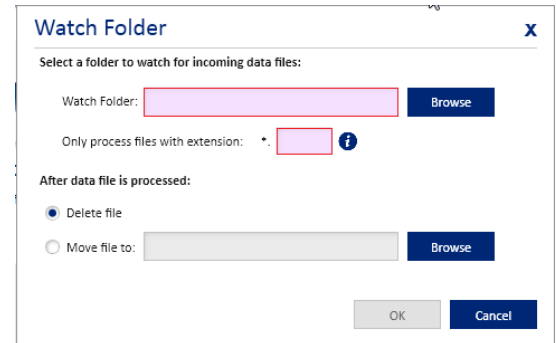 Watch Folder
x
Select a folder to watch for incoming data files:
Watch Folder:
Browse
Only process files with extension: *.
i
After data file is processed:
Delete file
Move file to:
Browse
OK
Cancel